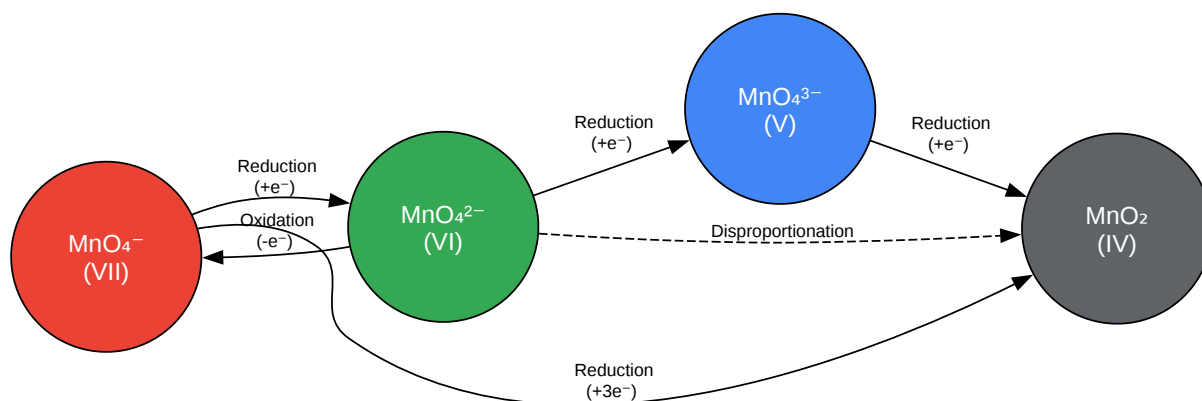 MnO₄⁻
(VII)
Reduction
(+e⁻)
Oxidation
(-e⁻)
MnO₄²⁻
(VI)
Reduction
(+e⁻)
MnO₄³⁻
(V)
Reduction
(+e⁻)
Disproportionation
MnO₂
(IV)
Reduction
(+3e⁻)